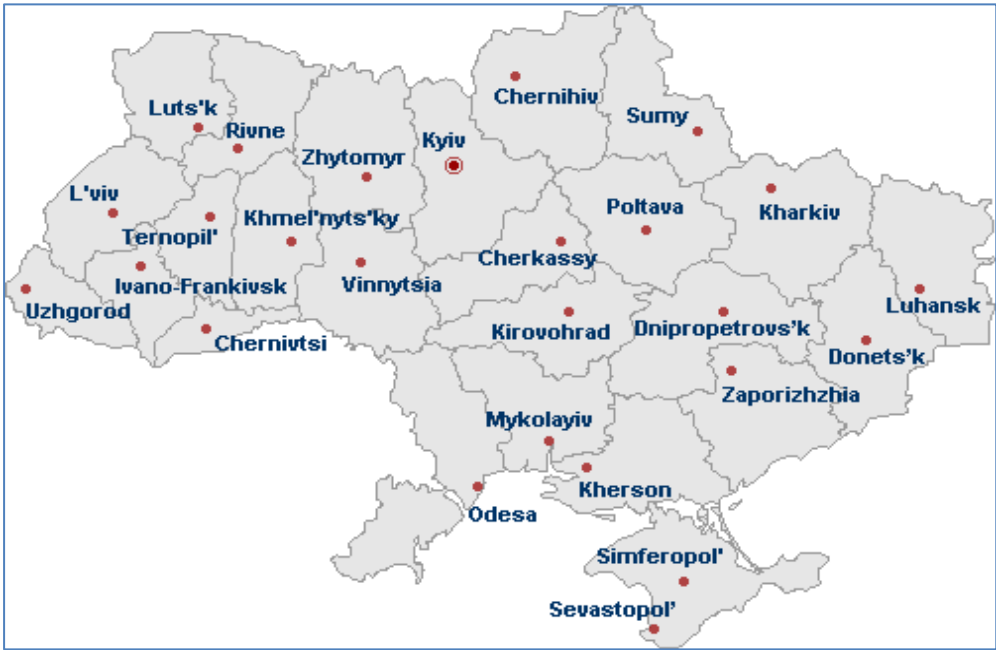 Chernihiv
Luts'k
Sumy
Rivne
Kyiv
Zhytomyr
L'viv
Poltava
Kharkiv
Khmel'nyts'ky
Ternopil'
Cherkassy
Ivano-Frankivsk
Vinnytsia
Uzhgorod
Luhansk
Kirovohrad
Dnipropetrovs’k
Chernivtsi
Donets’k
Zaporizhzhia
Mykolayiv
Kherson
Odesa
Simferopol'
Sevastopol’